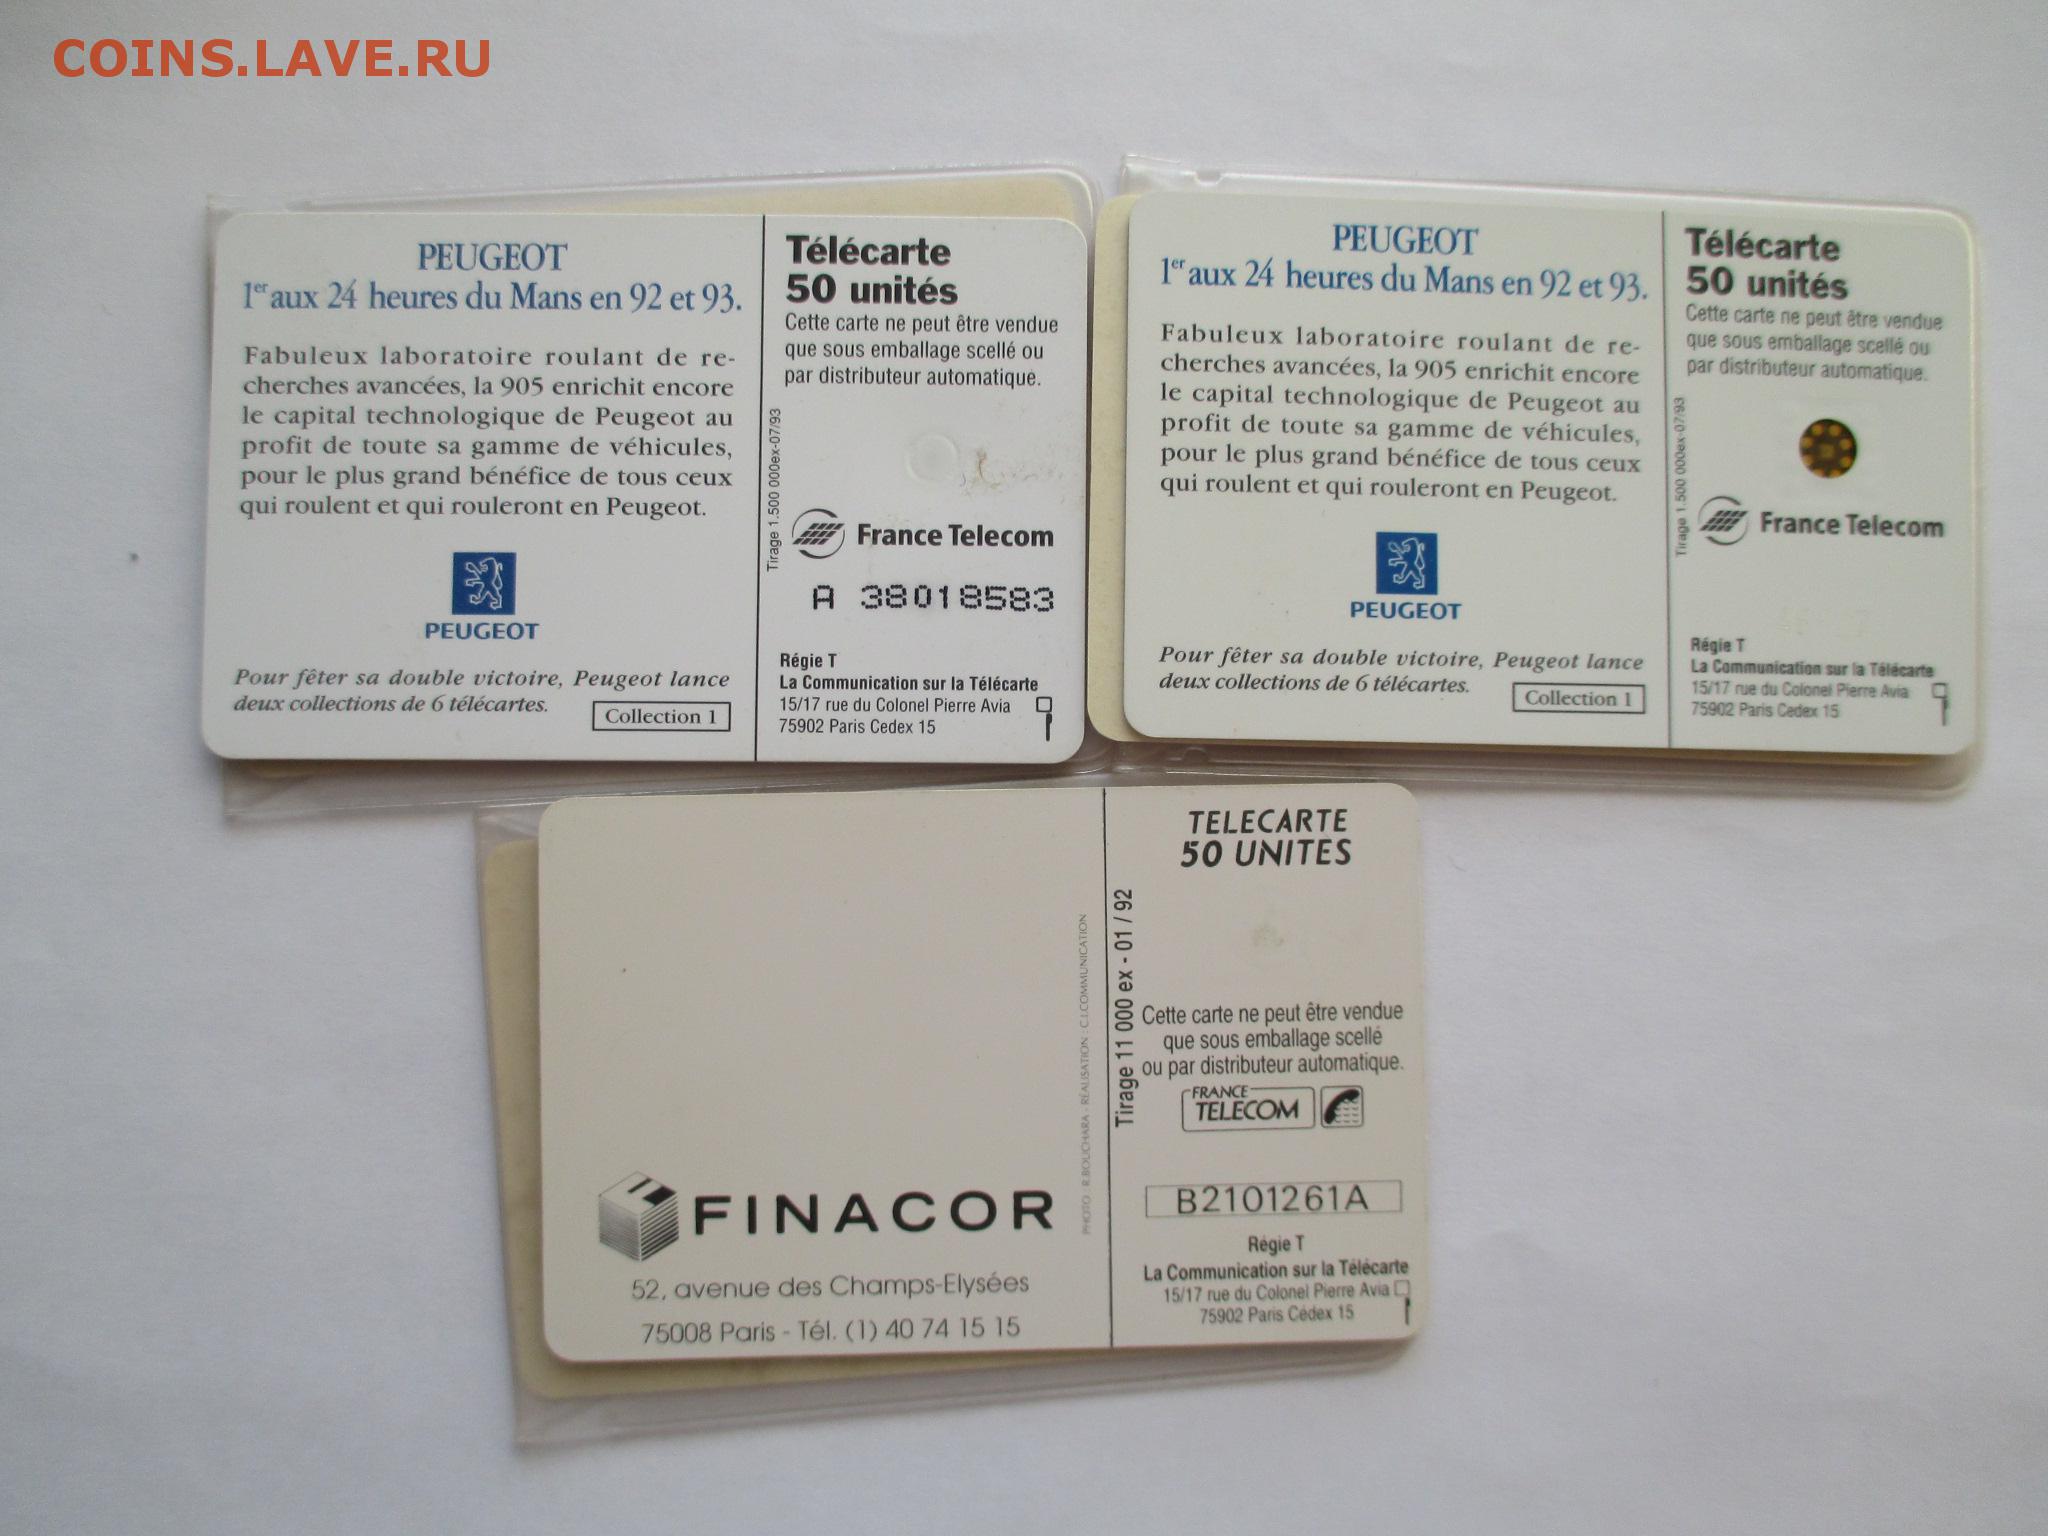 COINS.LAVE.RU
PEUGEOT
1er aux 24 heures du Mans en 92 et 93.
Fabuleux laboratoire roulant de re-
cherches avancées, la 905 enrichit encore
le capital technologique de Peugeot au
profit de toute sa gamme de véhicules,
pour le plus grand bénéfice de tous ceux
qui roulent et qui rouleront en Peugeot.
PEUGEOT
Pour fêter sa double victoire, Peugeot lance
deux collections de 6 télécartes.
Collection 1
Tirage 1.500 000ex-07/93
Télécarte
50 unités
Cette carte ne peut être vendue
que sous emballage scellé ou
par distributeur automatique.
France Telecom
A 38018583
Régie T
La Communication sur la Télécarte
15/17 rue du Colonel Pierre Avia
75902 Paris Cedex 15
PEUGEOT
1er aux 24 heures du Mans en 92 et 93.
Fabuleux laboratoire roulant de re-
cherches avancées, la 905 enrichit encore
le capital technologique de Peugeot au
profit de toute sa gamme de véhicules,
pour le plus grand bénéfice de tous ceux
qui roulent et qui rouleront en Peugeot.
PEUGEOT
Pour fêter sa double victoire, Peugeot lance
deux collections de 6 télécartes.
Collection 1
Tirage 1.500 000ex-07/93
Télécarte
50 unités
Cette carte ne peut être vendue
que sous emballage scellé ou
par distributeur automatique.
France Telecom
Régie T
La Communication sur la Télécarte
15/17 rue du Colonel Pierre Avia
75902 Paris Cedex 15
FINACOR
52, avenue des Champs-Elysées
75008 Paris - Tél. (1) 40 74 15 15
PHOTO : R.BOUCHARA - RÉALISATION : C.I.COMMUNICATION
Tirage 11 000 ex - 01 / 92
TELECARTE
50 UNITES
Cette carte ne peut être vendue
que sous emballage scellé
ou par distributeur automatique.
FRANCE
TELECOM
B2101261A
Régie T
La Communication sur la Télécarte
15/17 rue du Colonel Pierre Avia
75902 Paris Cédex 15